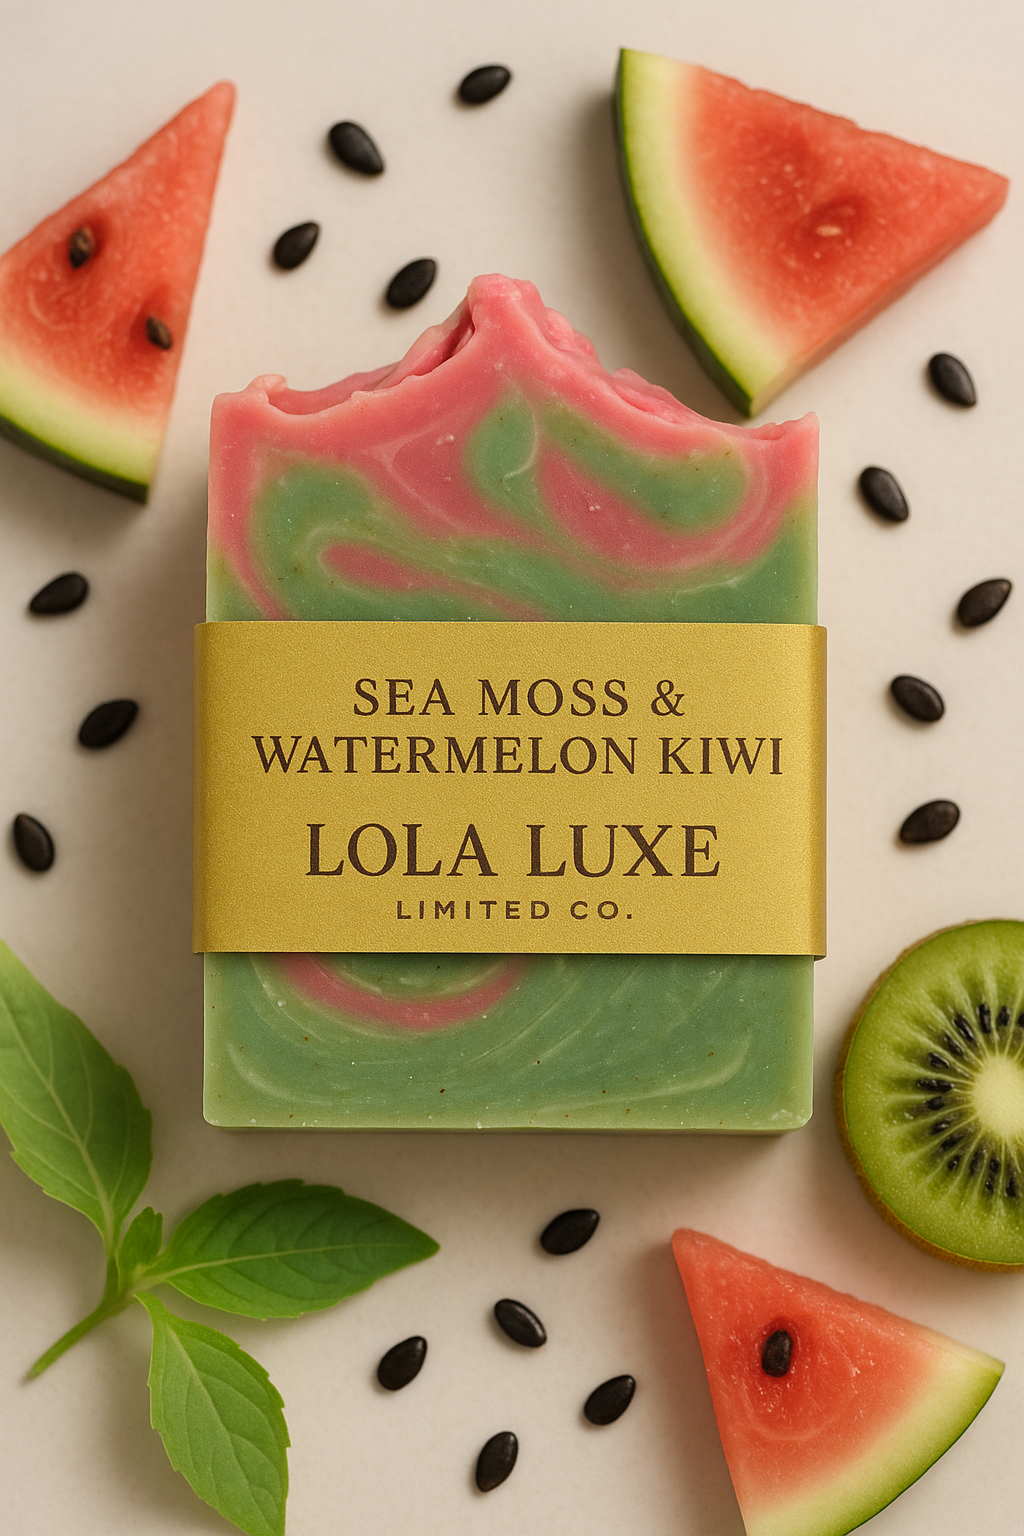 SEA MOSS &
WATERMELON KIWI
LOLA LUXE
LIMITED CO.